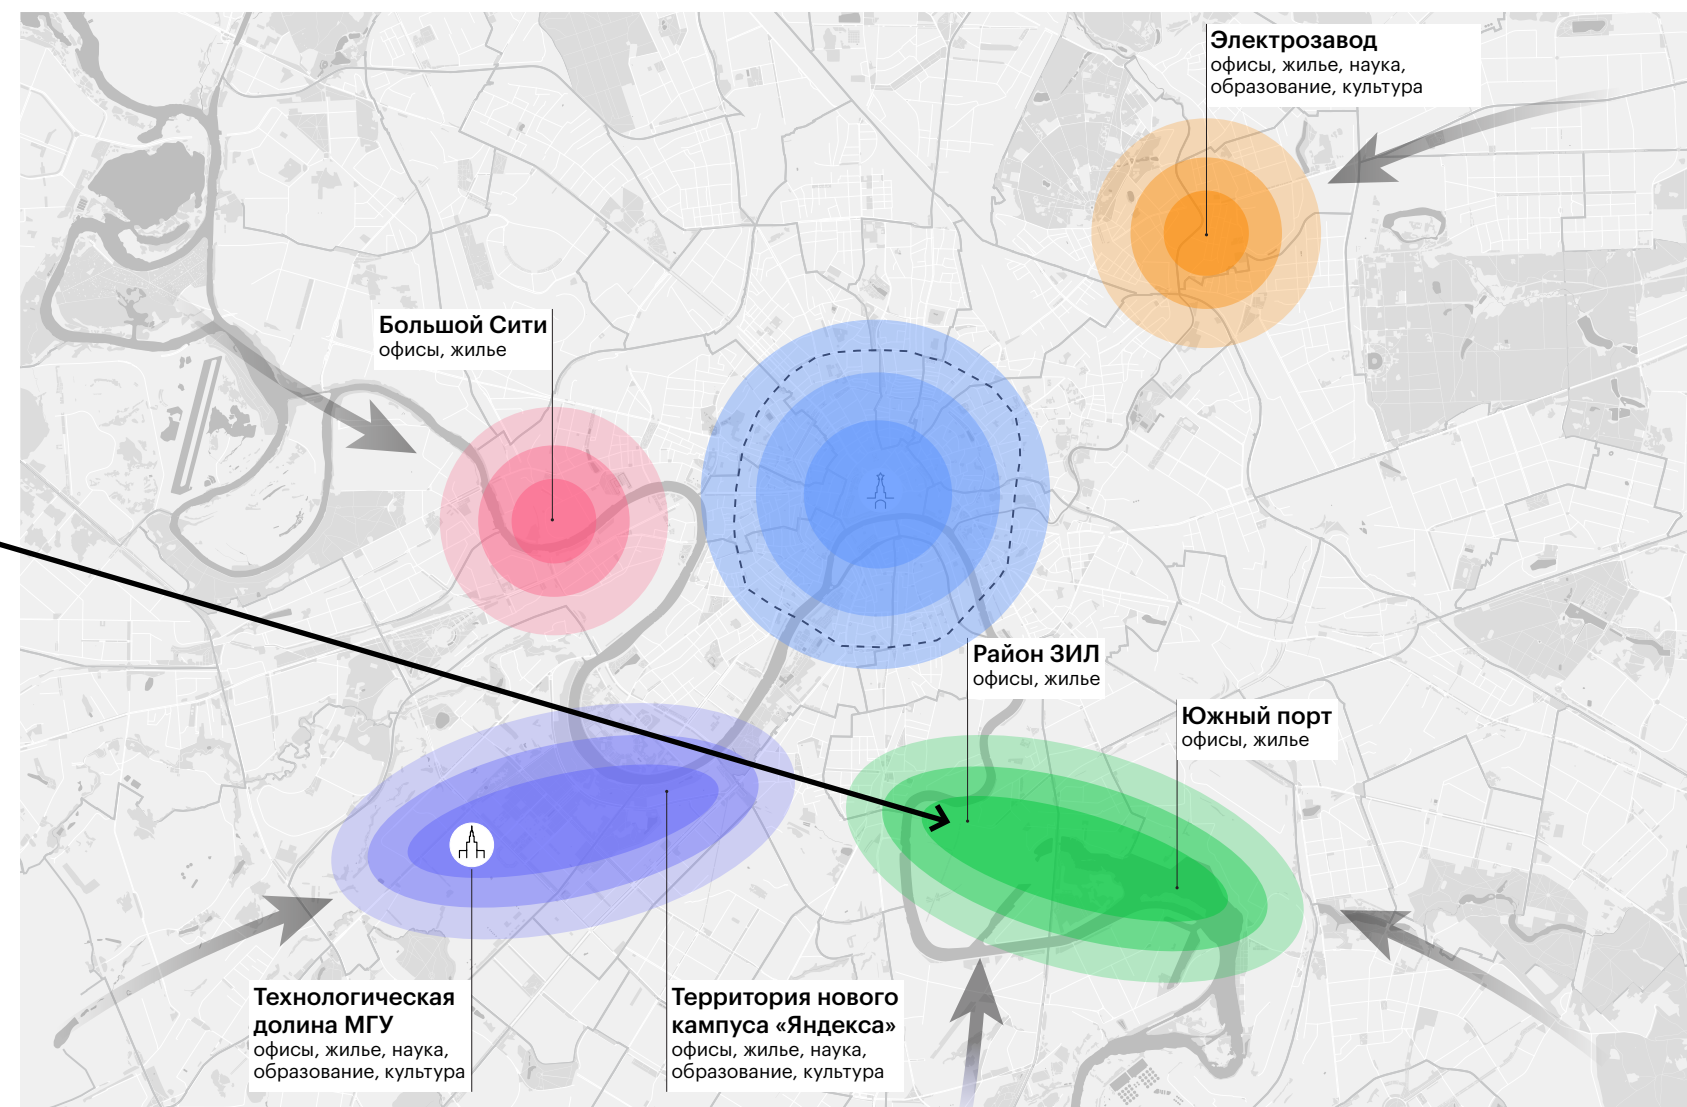 Электрозавод
офисы, жилье, наука,
образование, культура
Большой Сити
офисы, жилье
Район ЗИЛ
офисы, жилье
Южный порт
офисы, жилье
Технологическая
долина МГУ
офисы, жилье, наука,
образование, культура
Территория нового
кампуса «Яндекса»
офисы, жилье, наука,
образование, культура